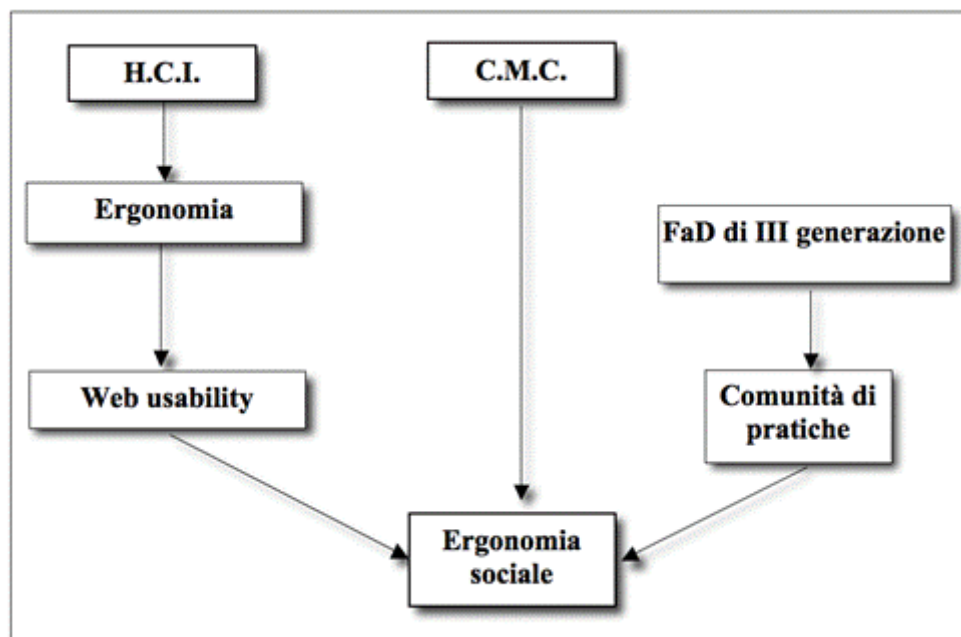 H.C.I.
C.M.C.
Ergonomia
FaD di III generazione
Web usability
Comunità di
pratiche
Ergonomia
sociale